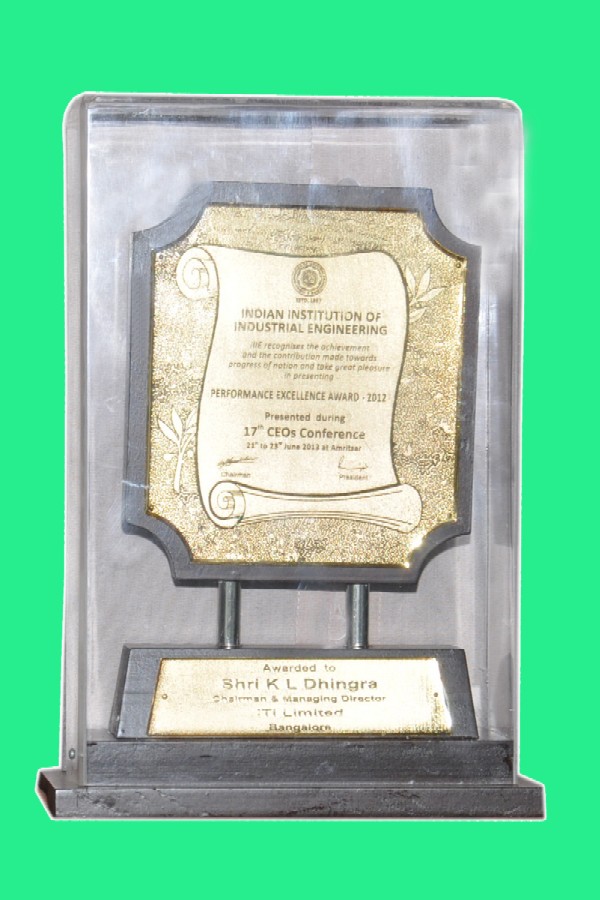 ESTD. 1957
INDIAN INSTITUTION OF
INDUSTRIAL ENGINEERING
IIIE recognises the achievement
and the contribution made towards
progress of nation and take great pleasure
in presenting
PERFORMANCE EXCELLENCE AWARD - 2012
Presented during
17th CEOs Conference
21st to 23rd June 2013 at Amritsar
Chairman
President
Awarded to
Shri K L Dhingra
Chairman & Managing Director
ITI Limited
Bangalore